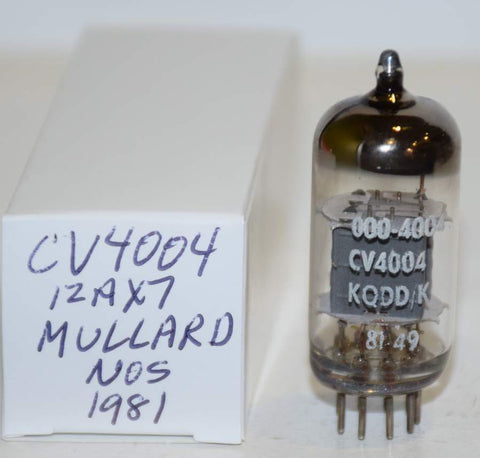 CV4004
12AX7
MULLARD
NOS
1981
000-4004
CV4004
KQDD/K
81 49